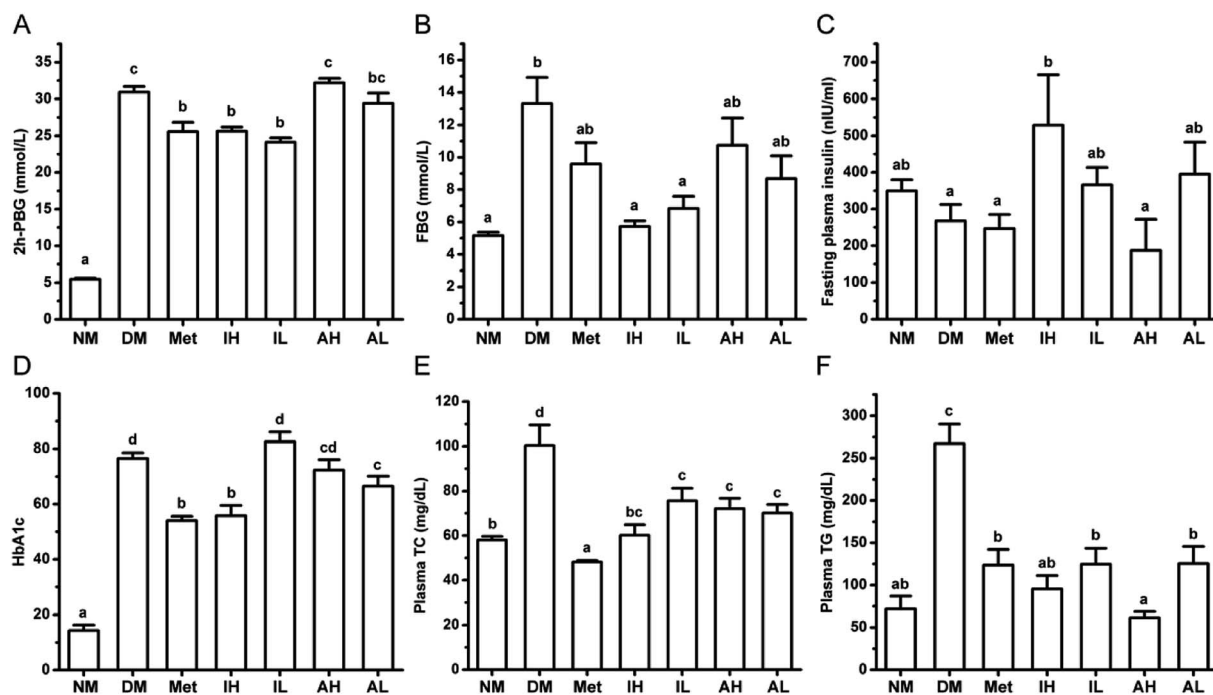 A
2h-PBG (mmol/L)
35
30
25
20
15
10
5
0
a
c
b
b
b
c
bc
NM DM Met IH IL AH AL
B
FBG (mmol/L)
16
14
12
10
8
6
4
2
0
a
b
ab
a
a
ab
ab
NM DM Met IH IL AH AL
C
Fasting plasma insulin (nIU/ml)
700
600
500
400
300
200
100
0
ab
a
a
b
ab
a
ab
NM DM Met IH IL AH AL
D
HbA1c
100
80
60
40
20
0
a
d
b
b
d
cd
c
NM DM Met IH IL AH AL
E
Plasma TC (mg/dL)
120
100
80
60
40
20
0
b
d
a
bc
c
c
c
NM DM Met IH IL AH AL
F
Plasma TG (mg/dL)
300
250
200
150
100
50
0
ab
c
b
ab
b
a
b
NM DM Met IH IL AH AL